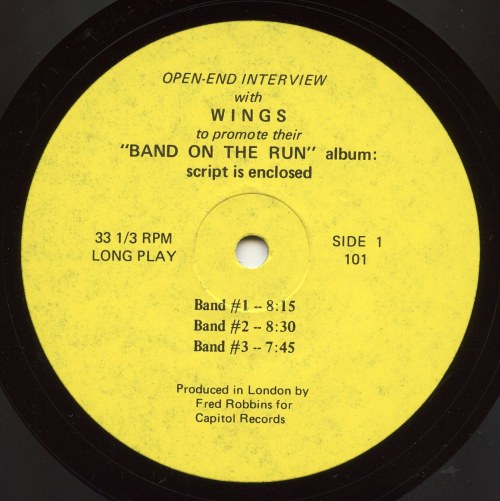 OPEN-END INTERVIEW
with
WINGS
to promote their
"BAND ON THE RUN" album:
script is enclosed
33 1/3 RPM
LONG PLAY
SIDE 1
101
Band #1 -- 8:15
Band #2 -- 8:30
Band #3 -- 7:45
Produced in London by
Fred Robbins for
Capitol Records